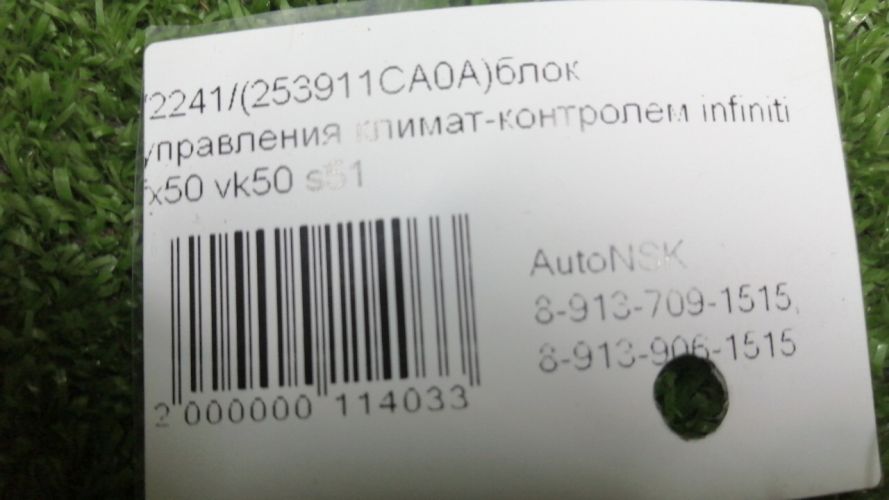 2241/(253911CA0A)блок
управления климат-контролем infiniti
fx50 vk50 s51
AutoNSK
8-913-709-1515,
8-913-906-1515
2 000000 114033